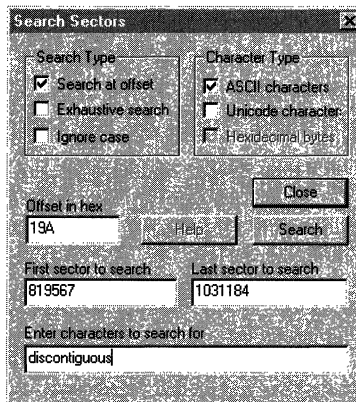 Search Sectors
Search Type
Search at offset
Exhaustive search
Ignore case
Character Type
ASCII characters
Unicode character
Hexidecimal bytes
Close
Offset in hex
19A
Help
Search
First sector to search
819567
Last sector to search
1031184
Enter characters to search for
discontiguous